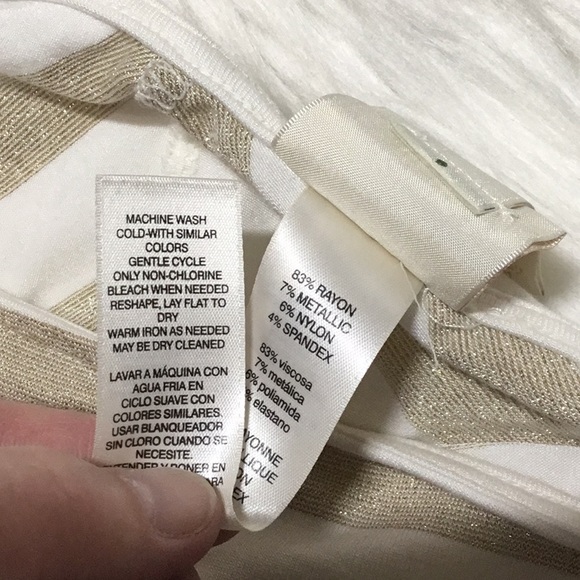 MACHINE WASH
COLD-WITH SIMILAR
COLORS
GENTLE CYCLE
ONLY NON-CHLORINE
BLEACH WHEN NEEDED
RESHAPE, LAY FLAT TO
DRY
WARM IRON AS NEEDED
MAY BE DRY CLEANED
LAVAR A MÁQUINA CON
AGUA FRIA EN
CICLO SUAVE CON
COLORES SIMILARES.
USAR BLANQUEADOR
SIN CLORO CUANDO SE
NECESITE.
EXTENDER Y PONER EN
83% RAYON
7% METALLIC
6% NYLON
4% SPANDEX
83% viscosa
7% metálica
6% poliamida
% elastano